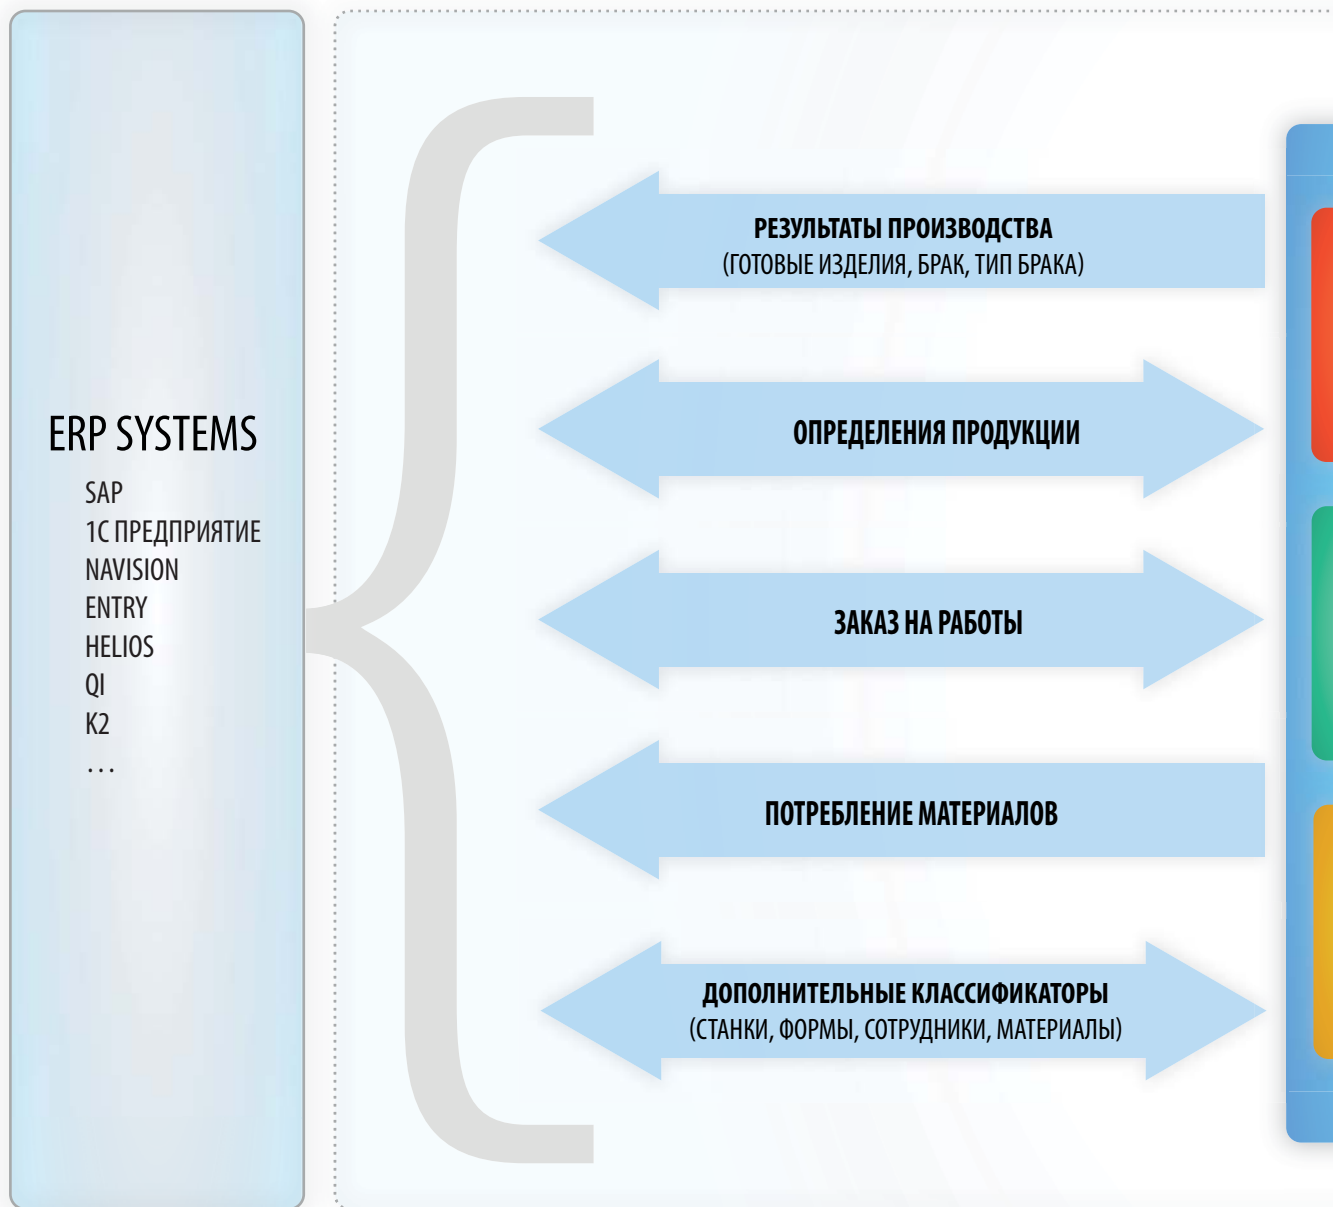 ERP SYSTEMS
SAP
1С ПРЕДПРИЯТИЕ
NAVISION
ENTRY
HELIOS
QI
K2
...
РЕЗУЛЬТАТЫ ПРОИЗВОДСТВА
(ГОТОВЫЕ ИЗДЕЛИЯ, БРАК, ТИП БРАКА)
ОПРЕДЕЛЕНИЯ ПРОДУКЦИИ
ЗАКАЗ НА РАБОТЫ
ПОТРЕБЛЕНИЕ МАТЕРИАЛОВ
ДОПОЛНИТЕЛЬНЫЕ КЛАССИФИКАТОРЫ
(СТАНКИ, ФОРМЫ, СОТРУДНИКИ, МАТЕРИАЛЫ)